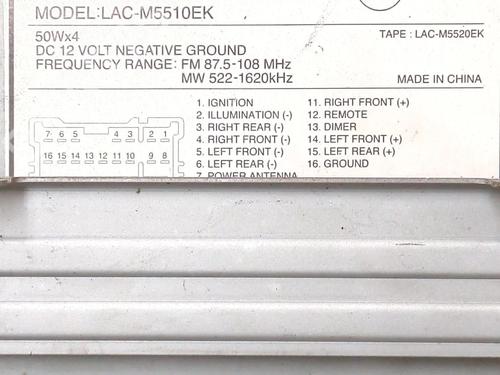 MODEL:LAC-M5510EK
50Wx4
TAPE : LAC-M5520EK
DC 12 VOLT NEGATIVE GROUND
FREQUENCY RANGE: FM 87.5-108 MHz
MW 522-1620kHz
MADE IN CHINA
1. IGNITION
2. ILLUMINATION (-)
3. RIGHT REAR (-)
4. RIGHT FRONT (-)
5. LEFT FRONT (-)
6. LEFT REAR (-)
7. POWER ANTENNA
11. RIGHT FRONT (+)
12. REMOTE
13. DIMER
14. LEFT FRONT (+)
15. LEFT REAR (+)
16. GROUND
7 6 5 4 3 2 1
16 15 14 13 12 11 10 9 8